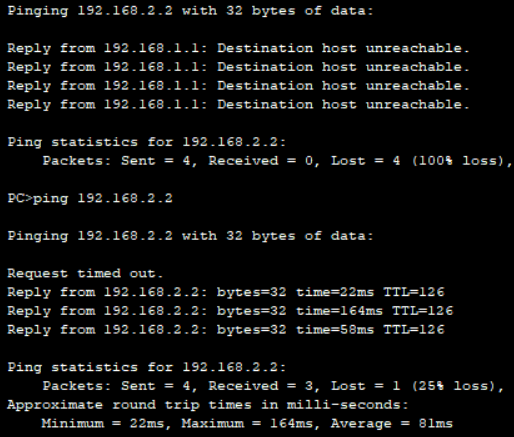 Pinging 192.168.2.2 with 32 bytes of data:
Reply from 192.168.1.1: Destination host unreachable.
Reply from 192.168.1.1: Destination host unreachable.
Reply from 192.168.1.1: Destination host unreachable.
Reply from 192.168.1.1: Destination host unreachable.
Ping statistics for 192.168.2.2:
Packets: Sent = 4, Received = 0, Lost = 4 (100% loss),
PC>ping 192.168.2.2
Pinging 192.168.2.2 with 32 bytes of data:
Request timed out.
Reply from 192.168.2.2: bytes=32 time=22ms TTL=126
Reply from 192.168.2.2: bytes=32 time=164ms TTL=126
Reply from 192.168.2.2: bytes=32 time=58ms TTL=126
Ping statistics for 192.168.2.2:
Packets: Sent = 4, Received = 3, Lost = 1 (25% loss),
Approximate round trip times in milli-seconds:
Minimum = 22ms, Maximum = 164ms, Average = 81ms